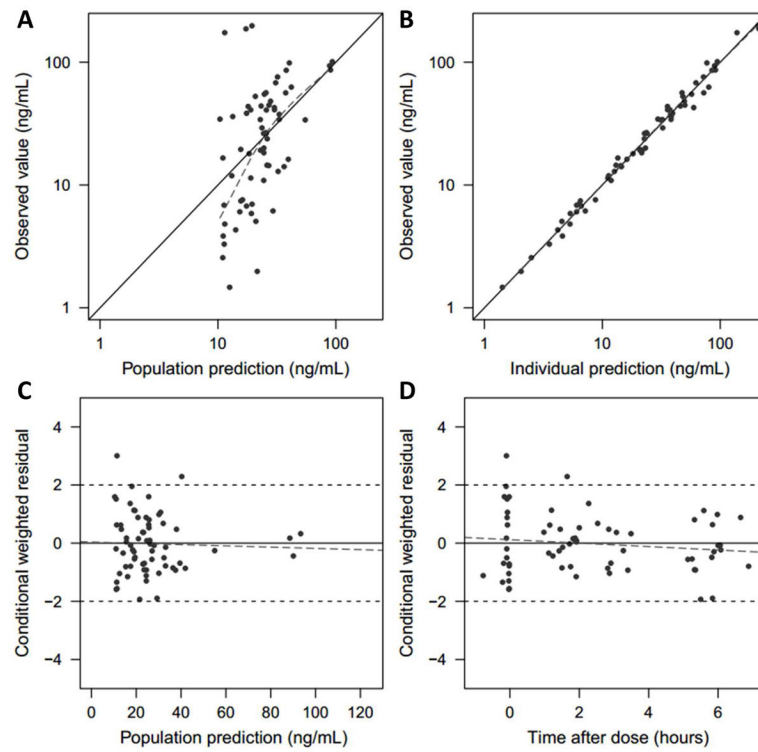 A
B
Observed value (ng/mL)
100
10
1
1
10
100
Population prediction (ng/mL)
Observed value (ng/mL)
100
10
1
1
10
100
Individual prediction (ng/mL)
C
D
Conditional weighted residual
4
2
0
−2
−4
0
20
40
60
80
100
120
Population prediction (ng/mL)
Conditional weighted residual
4
2
0
−2
−4
0
2
4
6
Time after dose (hours)